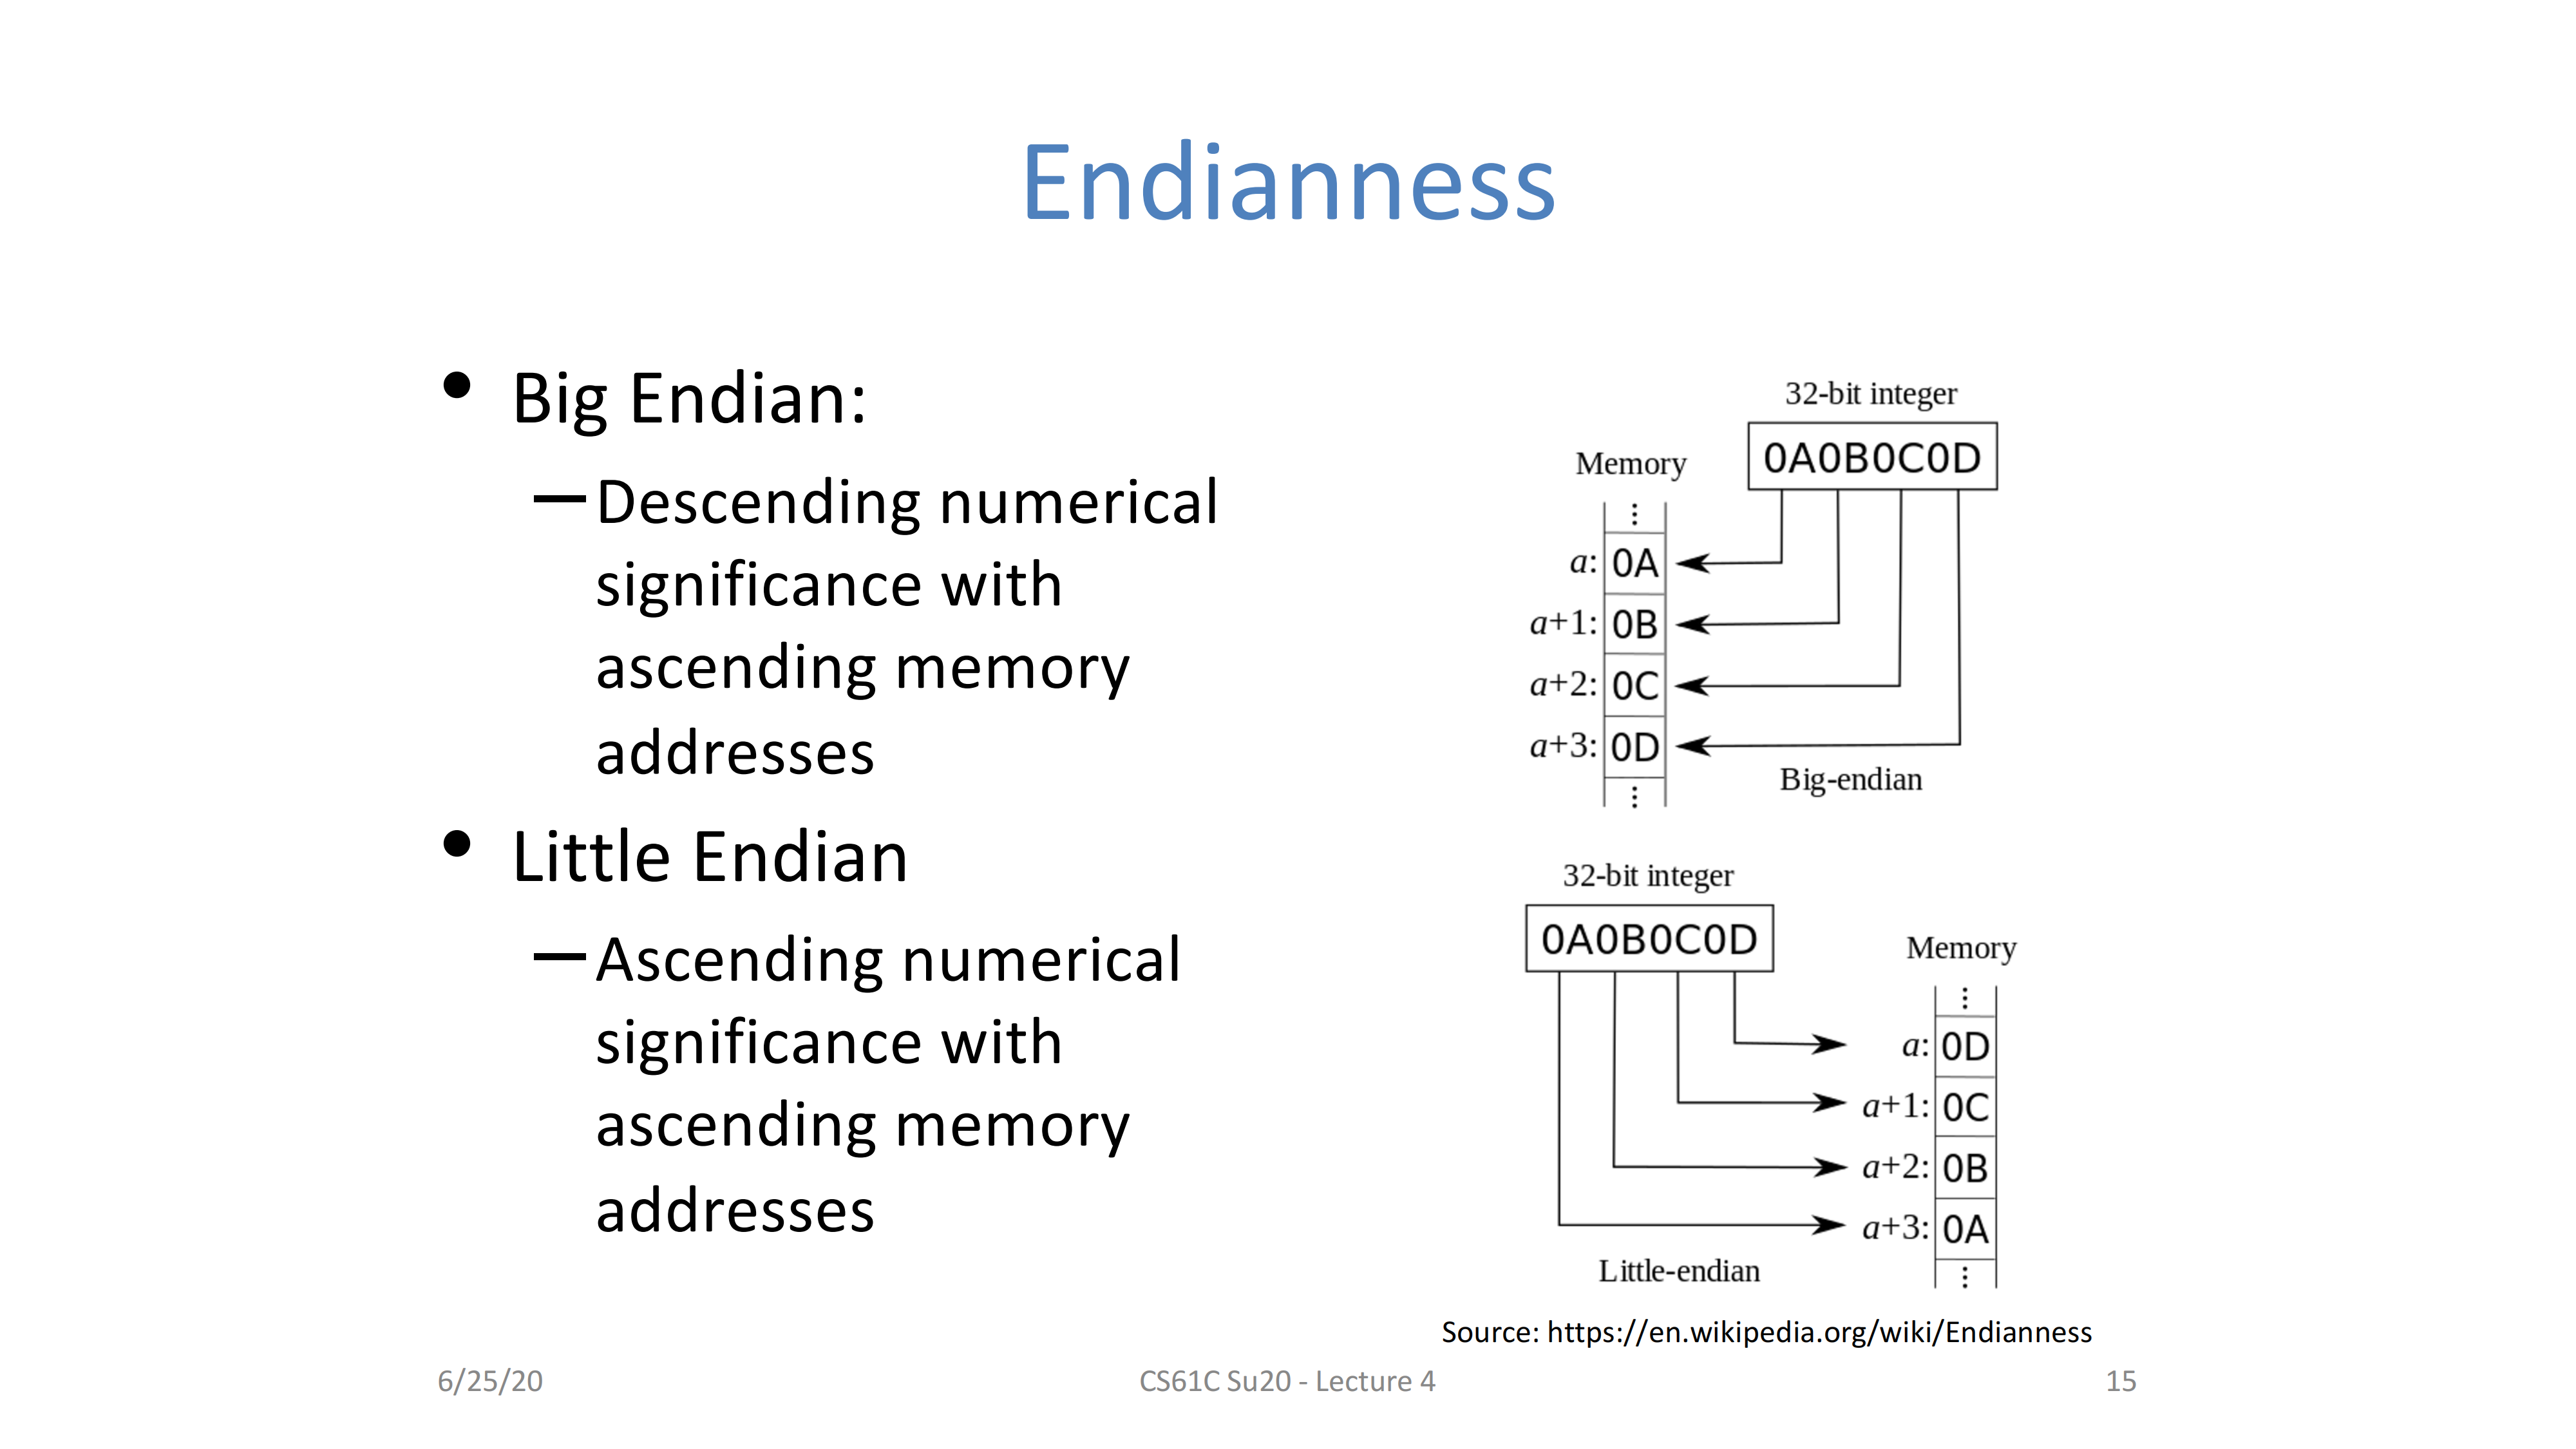 Endianness
• Big Endian:
—Descending numerical
significance with
ascending memory
addresses
• Little Endian
—Ascending numerical
significance with
ascending memory
addresses
32-bit integer
0A0B0C0D
Memory
⋮
a: 0A
a+1: 0B
a+2: 0C
a+3: 0D
⋮
Big-endian
32-bit integer
0A0B0C0D
Memory
⋮
a: 0D
a+1: 0C
a+2: 0B
a+3: 0A
⋮
Little-endian
Source: https://en.wikipedia.org/wiki/Endianness
6/25/20
CS61C Su20 - Lecture 4
15